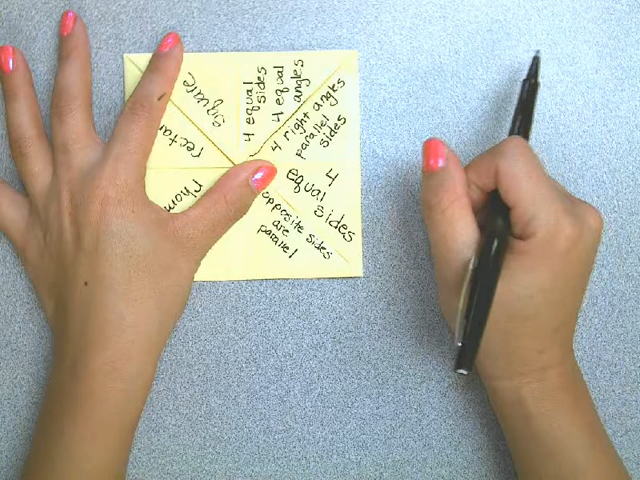 square
4 equal
sides
4 equal
angles
4 right angles
parallel
sides
4
equal
sides
opposite sides
are
parallel